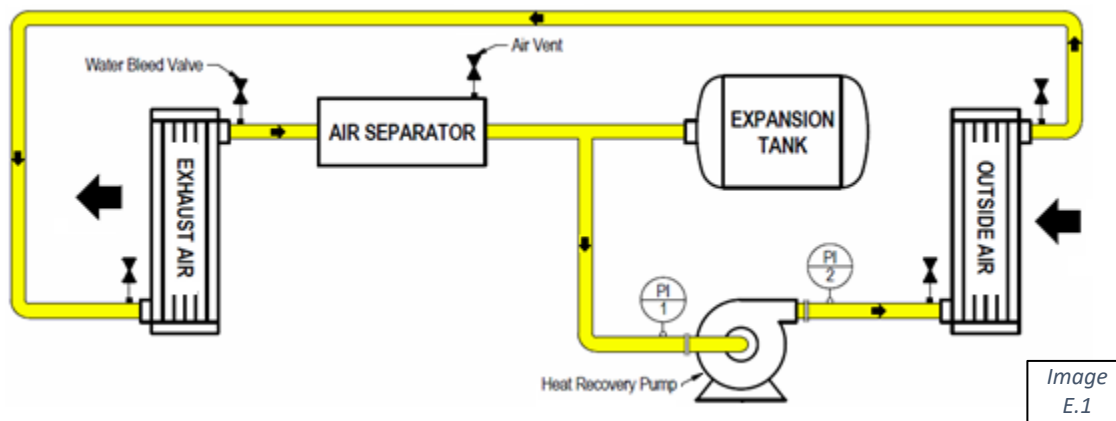 Water Bleed Valve
Air Vent
AIR SEPARATOR
EXPANSION
TANK
EXHAUST AIR
OUTSIDE AIR
PI
1
PI
2
Heat Recovery Pump
Image
E.1